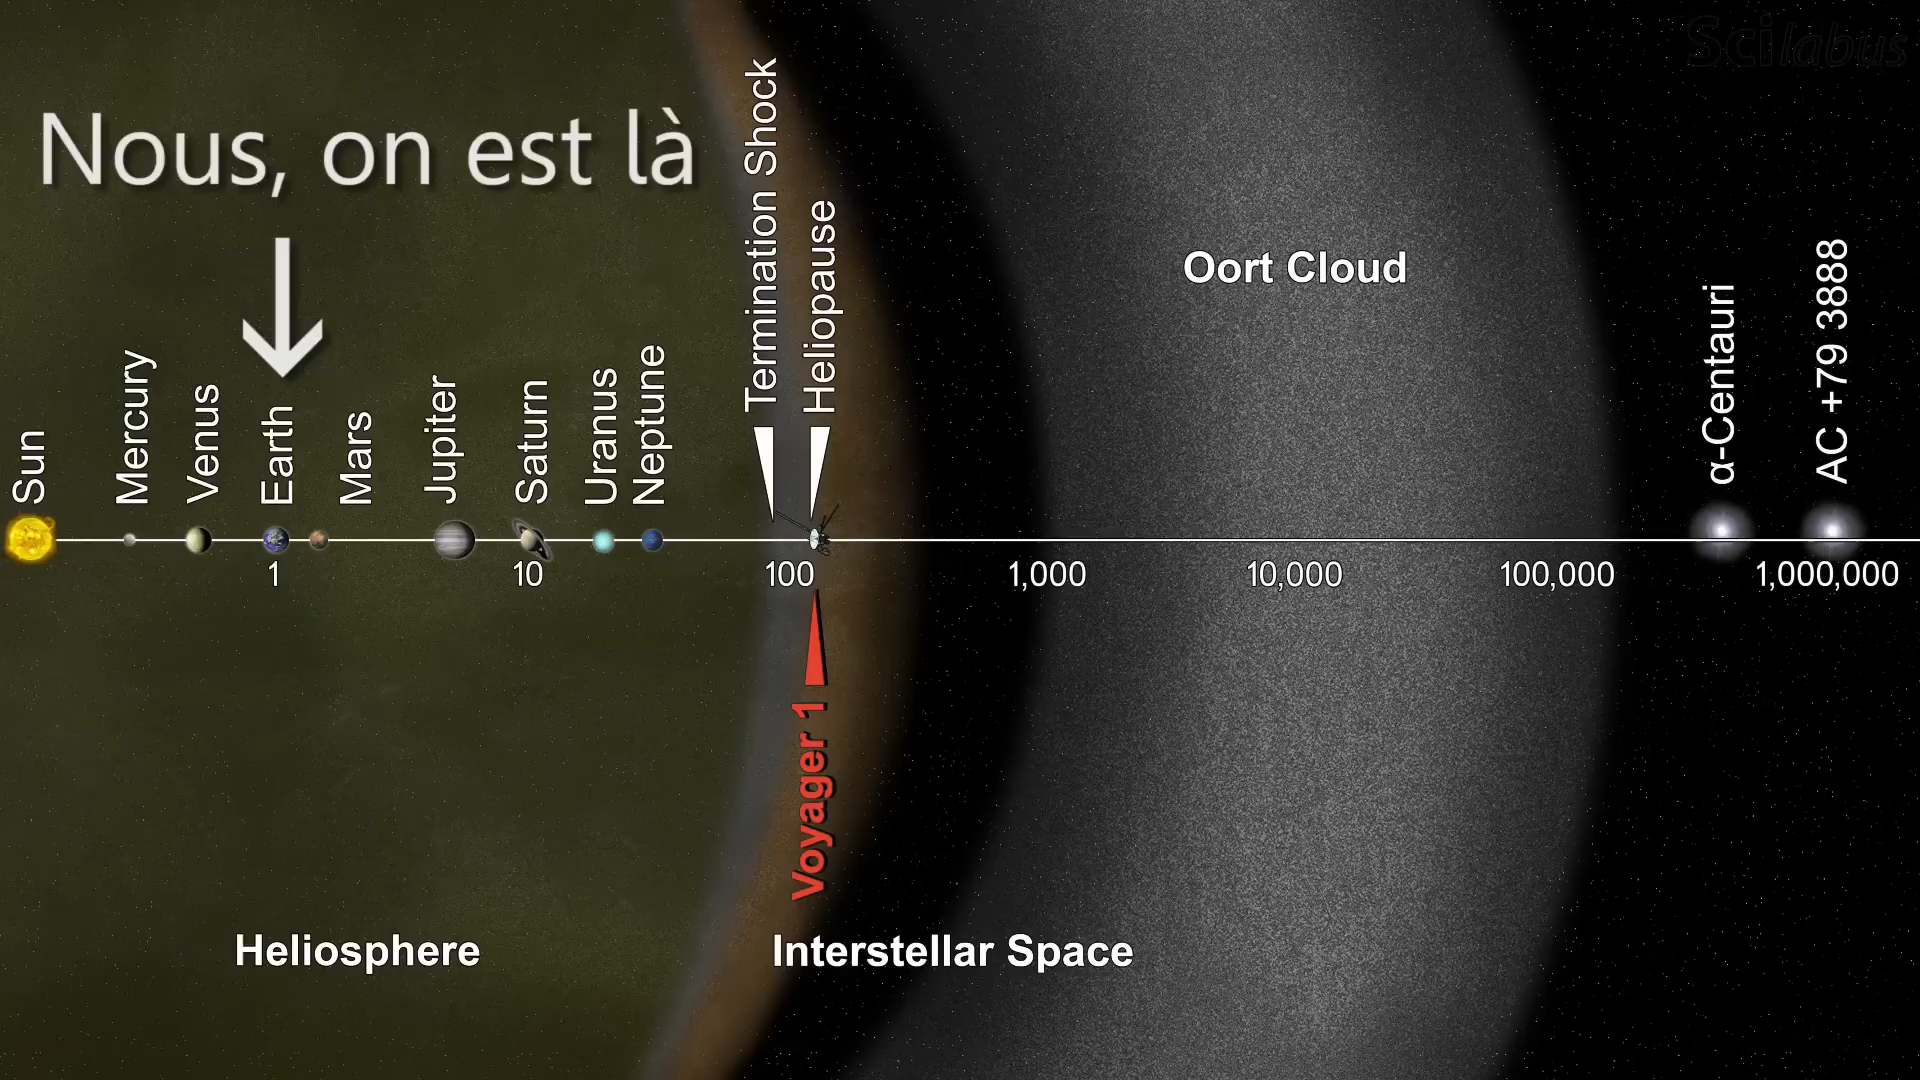 Scilabus
Nous, on est là
Sun
Mercury
Venus
Earth
Mars
Jupiter
Saturn
Uranus
Neptune
Termination Shock
Heliopause
Oort Cloud
α-Centauri
AC +79 3888
1
10
100
1,000
10,000
100,000
1,000,000
Voyager 1
Heliosphere
Interstellar Space